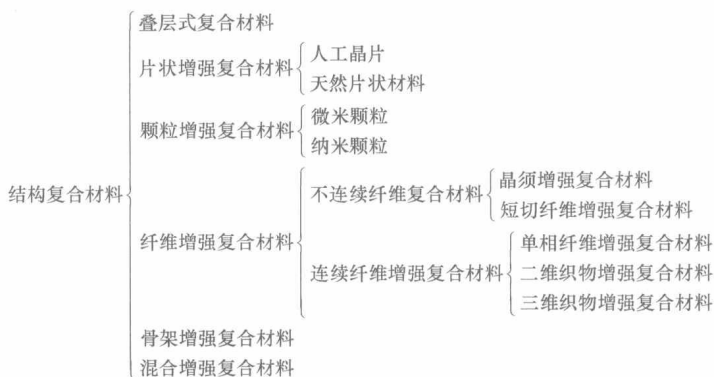 叠层式复合材料
片状增强复合材料
人工晶片
天然片状材料
颗粒增强复合材料
微米颗粒
纳米颗粒
结构复合材料
纤维增强复合材料
不连续纤维复合材料
晶须增强复合材料
短切纤维增强复合材料
连续纤维增强复合材料
单相纤维增强复合材料
二维织物增强复合材料
三维织物增强复合材料
骨架增强复合材料
混合增强复合材料